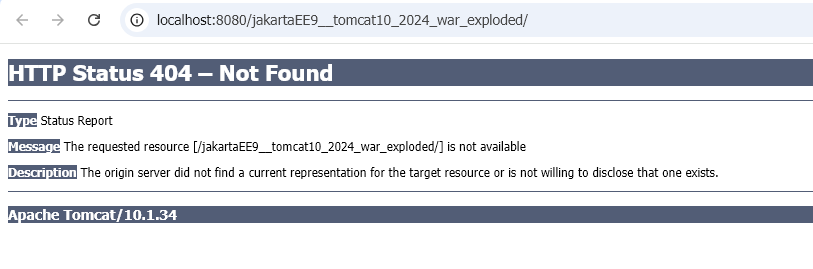 localhost:8080/jakartaEE9__tomcat10_2024_war_exploded/
HTTP Status 404 – Not Found
Type Status Report
Message The requested resource [/jakartaEE9__tomcat10_2024_war_exploded/] is not available
Description The origin server did not find a current representation for the target resource or is not willing to disclose that one exists.
Apache Tomcat/10.1.34